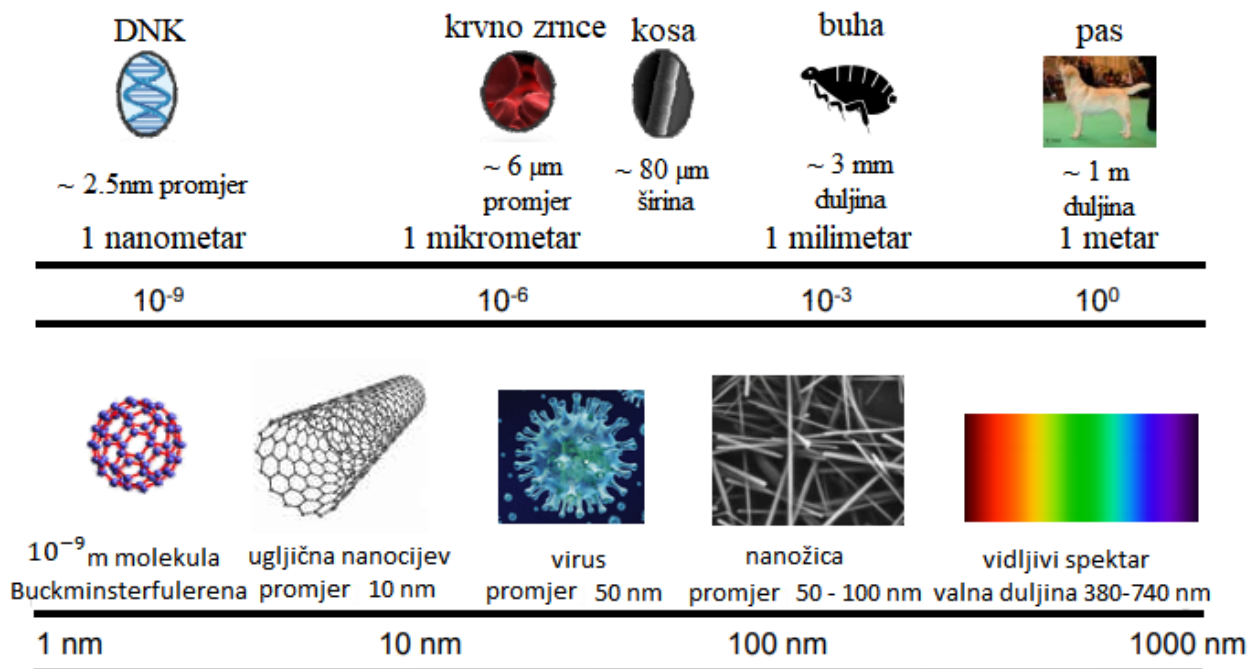 DNK
krvno zrnce
kosa
buha
pas
~ 2.5nm promjer
~ 6 µm
promjer
~ 80 µm
širina
~ 3 mm
duljina
~ 1 m
duljina
1 nanometar
1 mikrometar
1 milimetar
1 metar
10⁻⁹
10⁻⁶
10⁻³
10⁰
10⁻⁹ m molekula
Buckminsterfulerena
ugljična nanocijev
promjer 10 nm
virus
promjer 50 nm
nanožica
promjer 50 - 100 nm
vidljivi spektar
valna duljina 380-740 nm
1 nm
10 nm
100 nm
1000 nm